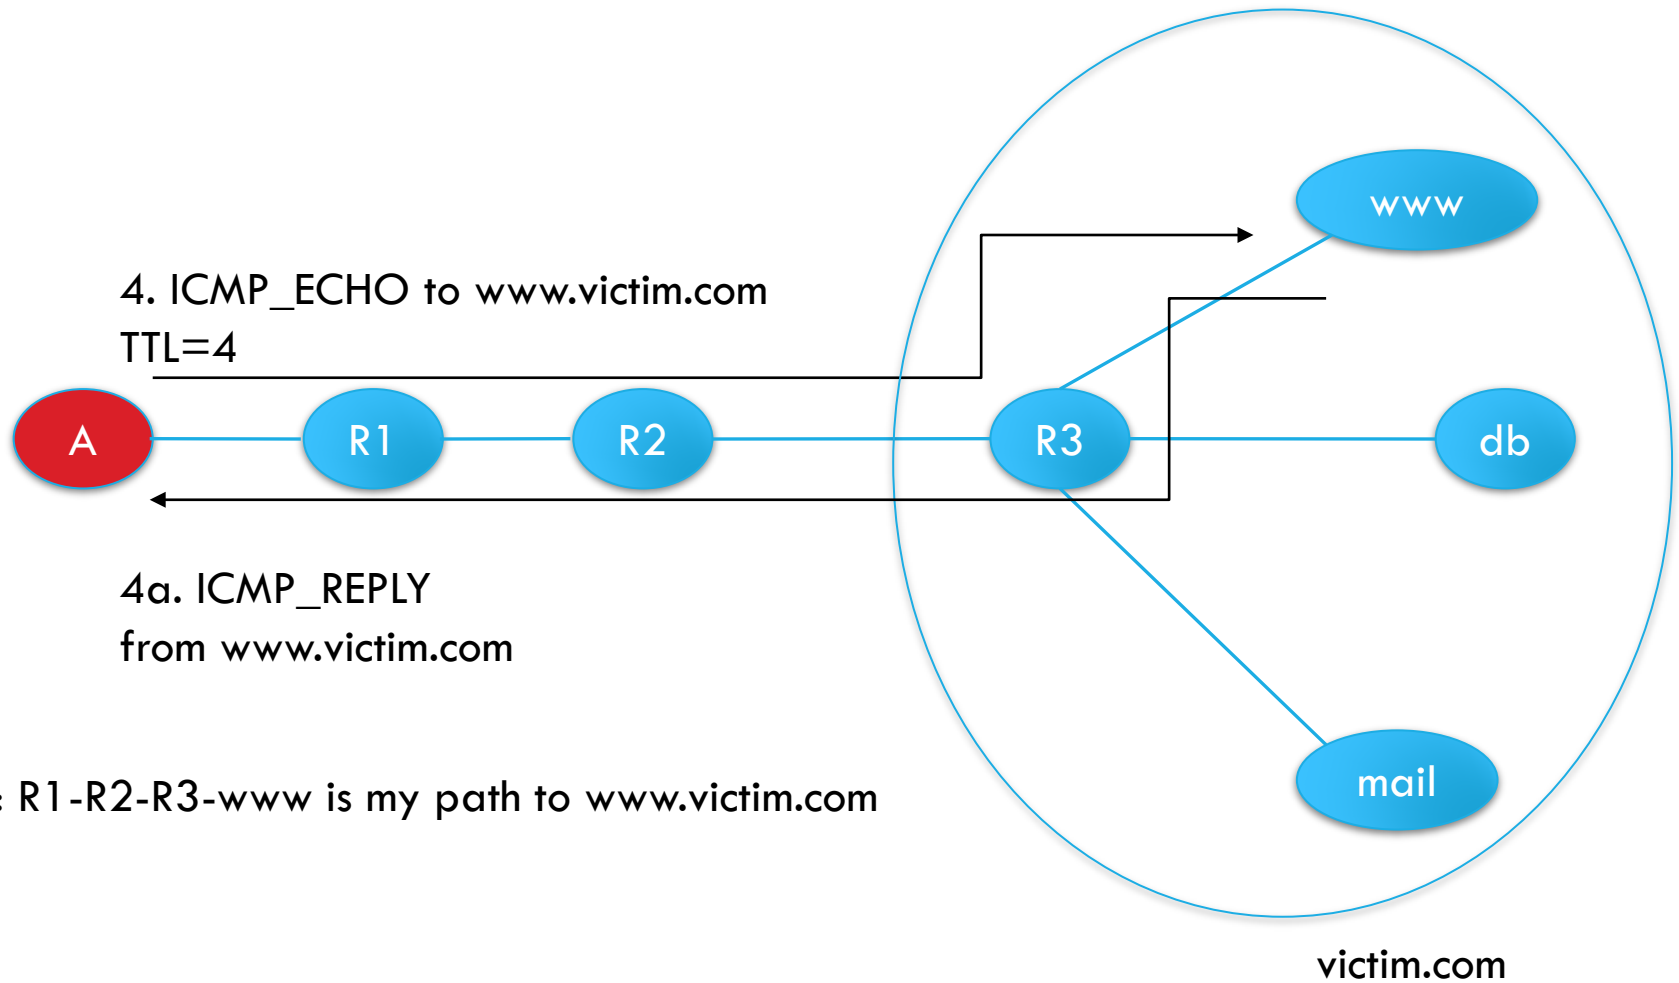 www
4. ICMP_ECHO to www.victim.com
TTL=4
A
R1
R2
R3
db
4a. ICMP_REPLY
from www.victim.com
mail
: R1-R2-R3-www is my path to www.victim.com
victim.com